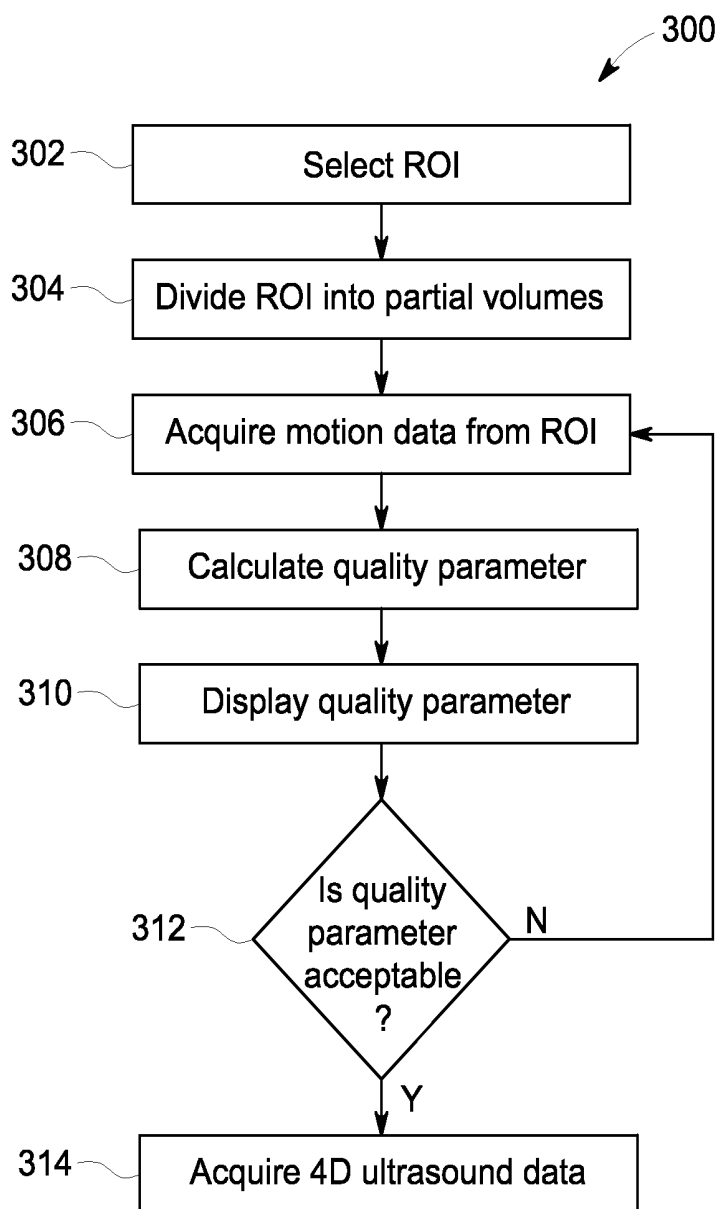 300
302
Select ROI
304
Divide ROI into partial volumes
306
Acquire motion data from ROI
308
Calculate quality parameter
310
Display quality parameter
312
Is quality
parameter
acceptable
?
N
Y
314
Acquire 4D ultrasound data